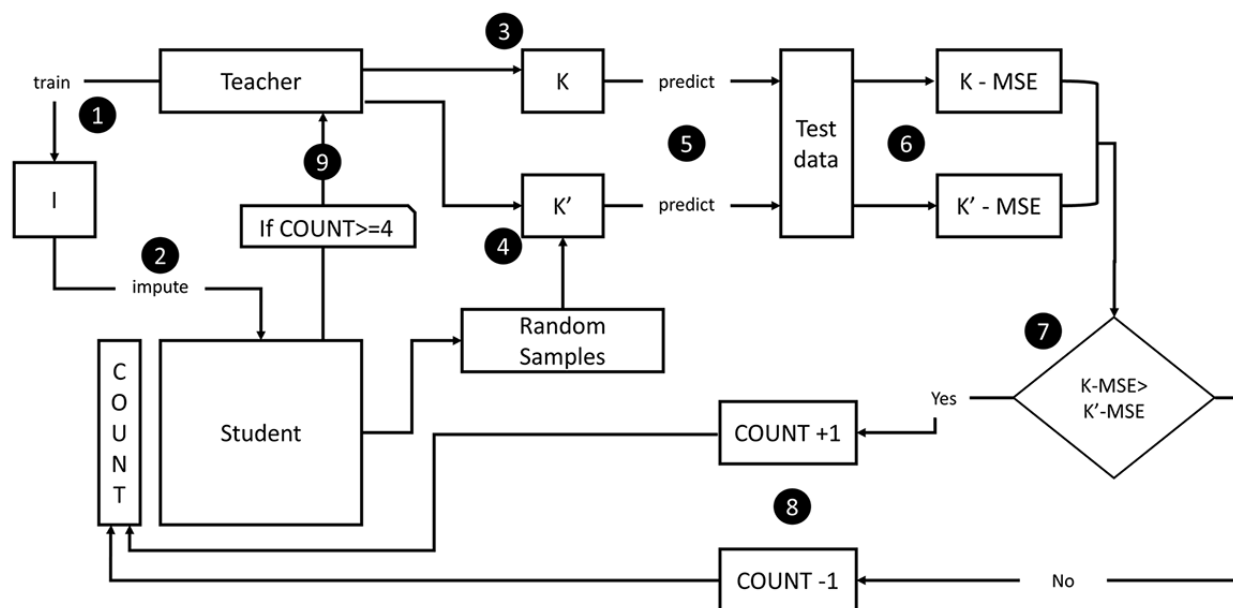 3
train
Teacher
K
predict
K - MSE
1
Test
data
5
6
9
I
K’
predict
K’ - MSE
If COUNT>=4
4
2
impute
Random
Samples
7
C
O
U
N
T
Student
K-MSE>
K’-MSE
Yes
COUNT +1
8
COUNT -1
No